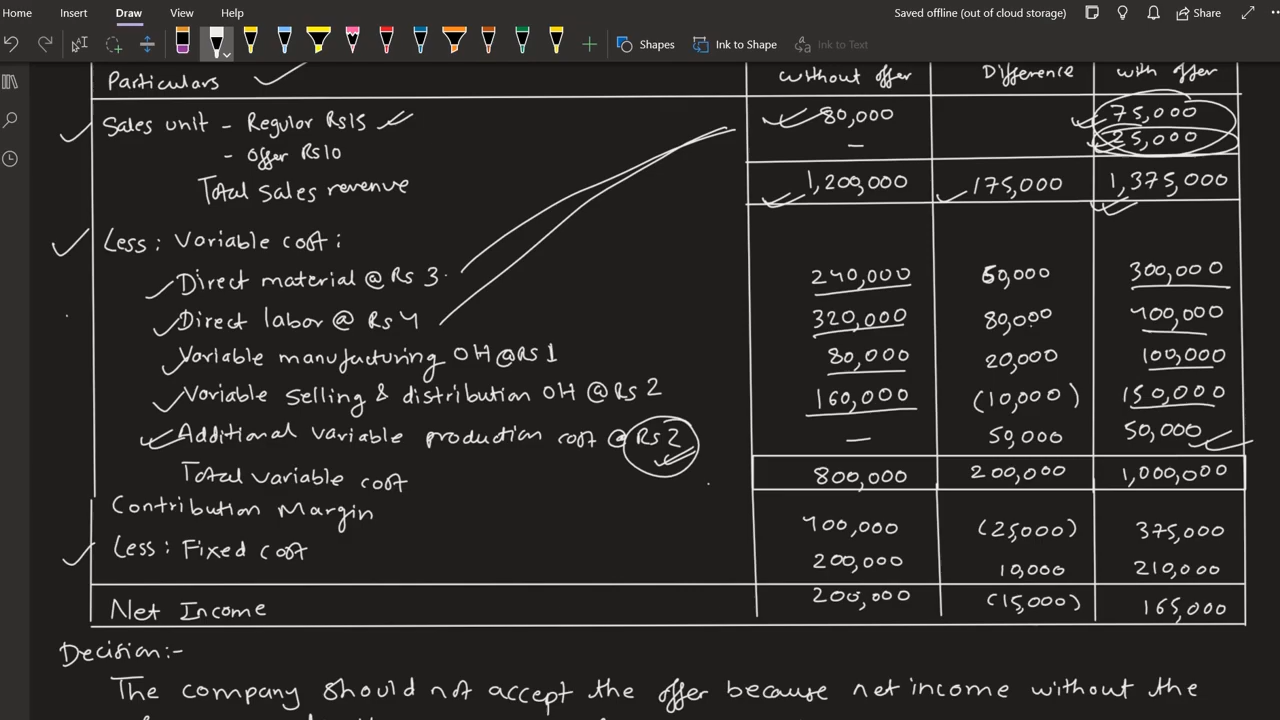 Home Insert Draw View Help Saved offline (out of cloud storage) Share
Shapes Ink to Shape Ink to Text
Particulars without offer Difference with offer
Sales unit - Regular Rs15 80,000 75,000
- Offer Rs10 — 25,000
Total Sales revenue 1,200,000 175,000 1,375,000
Less: Variable cost:
Direct material @ Rs 3 240,000 60,000 300,000
Direct labor @ Rs 4 320,000 80,000 400,000
Variable manufacturing OH @ Rs 1 80,000 20,000 100,000
Variable selling & distribution OH @ Rs 2 160,000 (10,000) 150,000
Additional variable production cost @ Rs 2 — 50,000 50,000
Total variable cost 800,000 200,000 1,000,000
Contribution Margin 400,000 (25,000) 375,000
Less: Fixed cost 200,000 10,000 210,000
Net Income 200,000 (15,000) 165,000
Decision:-
The company should not accept the offer because net income without the